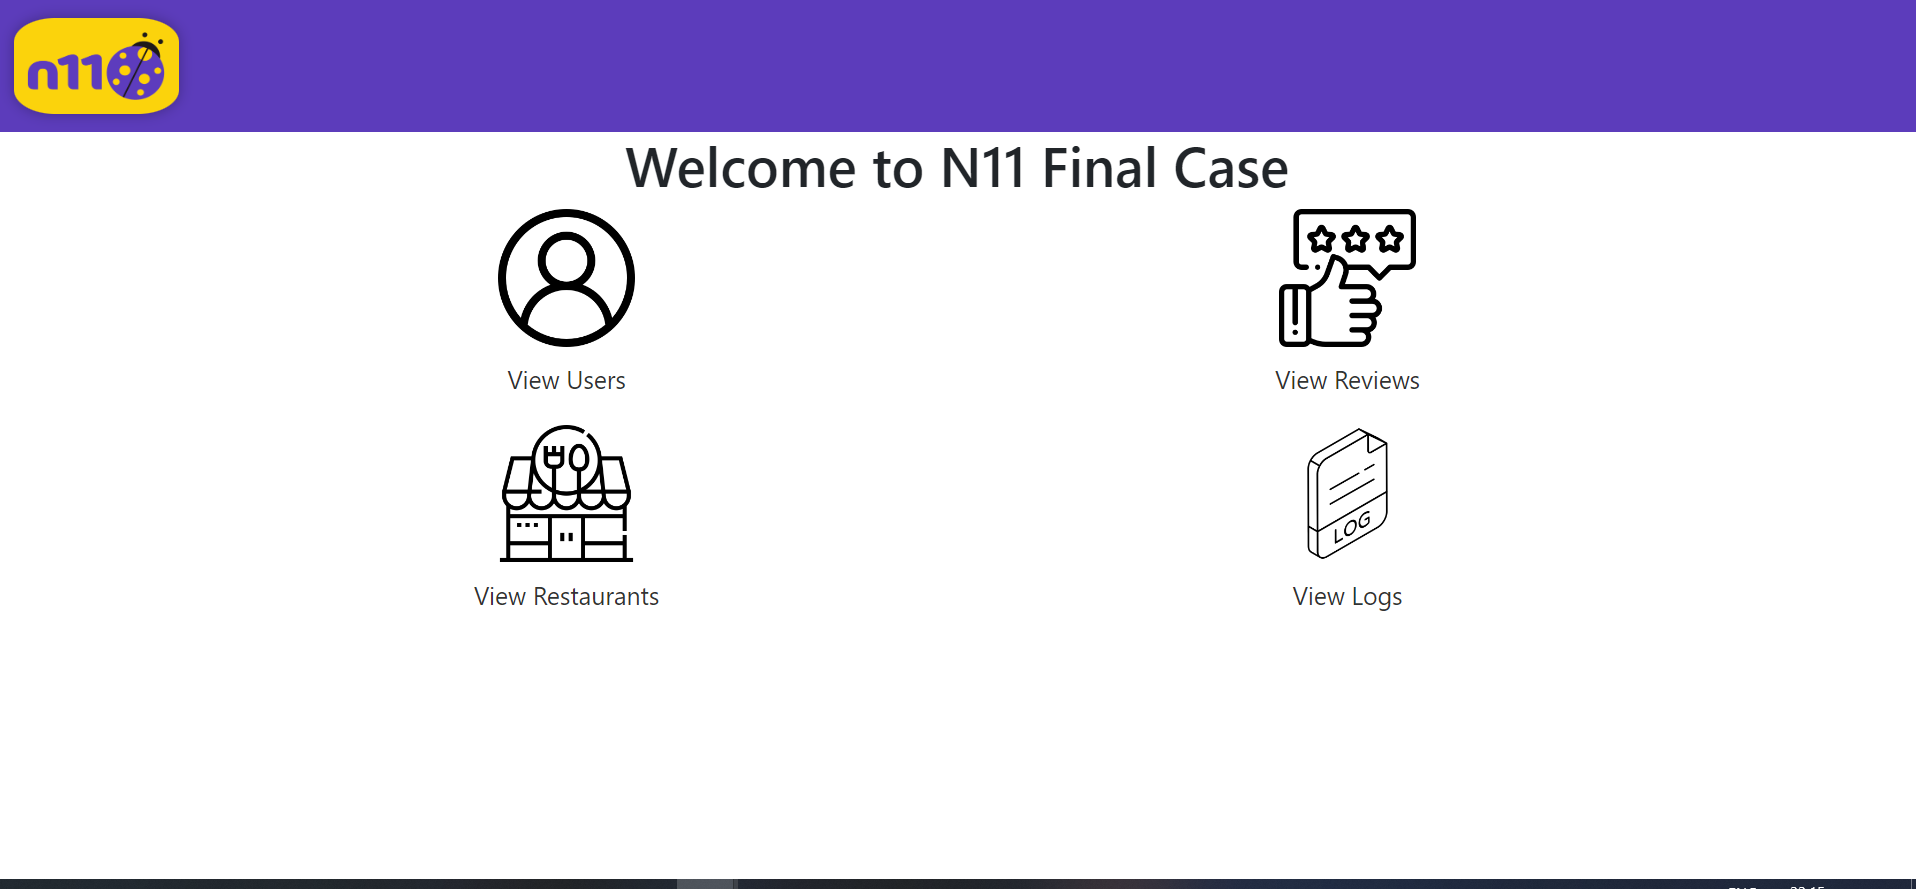 n11
Welcome to N11 Final Case
View Users
View Reviews
View Restaurants
LOG
View Logs